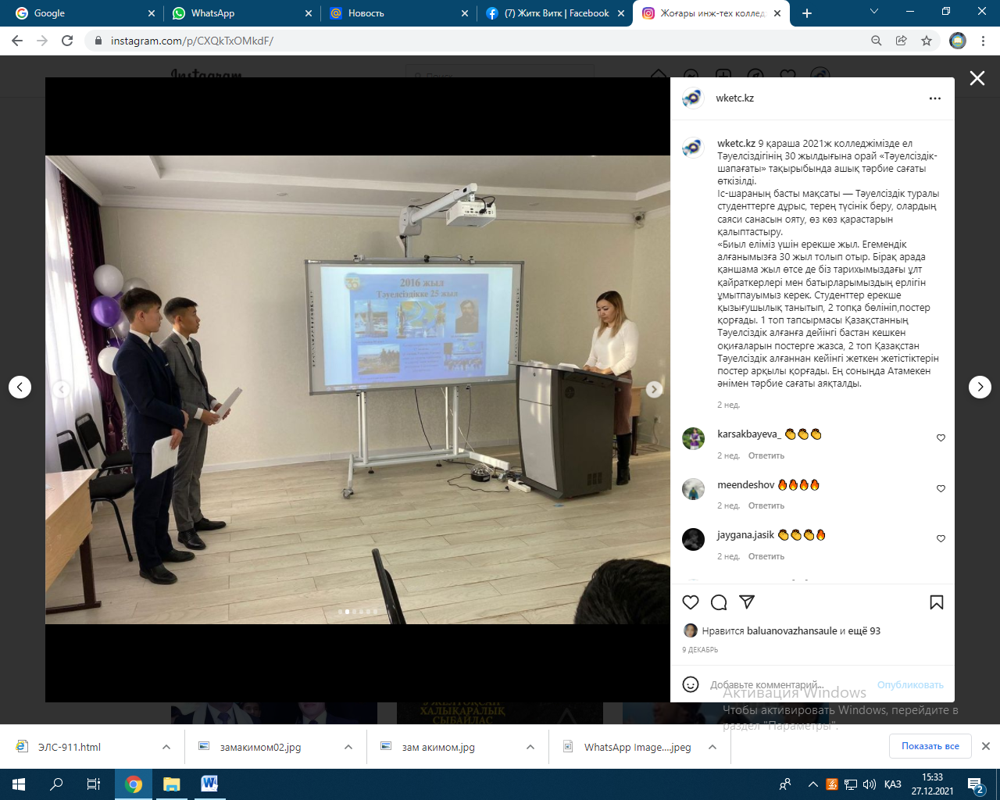 Google
WhatsApp
Новость
(7) Житк Витк | Facebook
Жоғары инж-тех коллед
instagram.com/p/CXQkTxOMkdF/
Instagram
Поиск
wketc.kz
wketc.kz 9 қараша 2021ж колледжімізде ел
Тәуелсіздігінің 30 жылдығына орай «Тәуелсіздік-
шапағаты» тақырыбында ашық тәрбие сағаты
өткізілді.
Іс-шараның басты мақсаты — Тәуелсіздік туралы
студенттерге дұрыс, терең түсінік беру, олардың
саяси санасын ояту, өз көз қарастарын
қалыптастыру.
«Биыл еліміз үшін ерекше жыл. Егемендік
алғанымызға 30 жыл толып отыр. Бірақ арада
қаншама жыл өтсе де біз тарихымыздағы ұлт
қайраткерлері мен батырларымыздың ерлігін
ұмытпауымыз керек. Студенттер ерекше
қызығушылық танытып, 2 топқа бөлініп,постер
қорғады. 1 топ тапсырмасы Қазақстанның
Тәуелсіздік алғанға дейінгі бастан кешкен
оқиғаларын постерге жазса, 2 топ Қазақстан
Тәуелсіздік алғаннан кейінгі жеткен жетістіктерін
постер арқылы қорғады. Ең соңында Атамекен
әнімен тәрбие сағаты аяқталды.
2 нед.
karsakbayeva_ 👏👏👏
2 нед. Ответить
meendeshov 🔥🔥🔥🔥
2 нед. Ответить
jaygana.jasik 👏👏👏🔥
2 нед. Ответить
Нравится baluanovazhansaule и ещё 93
9 ДЕКАБРЬ
Добавьте комментарий...
Опубликовать
2016 жыл
Тәуелсіздікке 25 жыл
ЖЕЛТОҚСАН
ХАЛЫҚАРАЛЫҚ
СЫБАЙЛАС
Активация Windows
Чтобы активировать Windows, перейдите в
раздел "Параметры".
ЭЛС-911.html
замакимом02.jpg
зам акимом.jpg
WhatsApp Image....jpeg
Показать все
ҚАЗ
15:33
27.12.2021
2